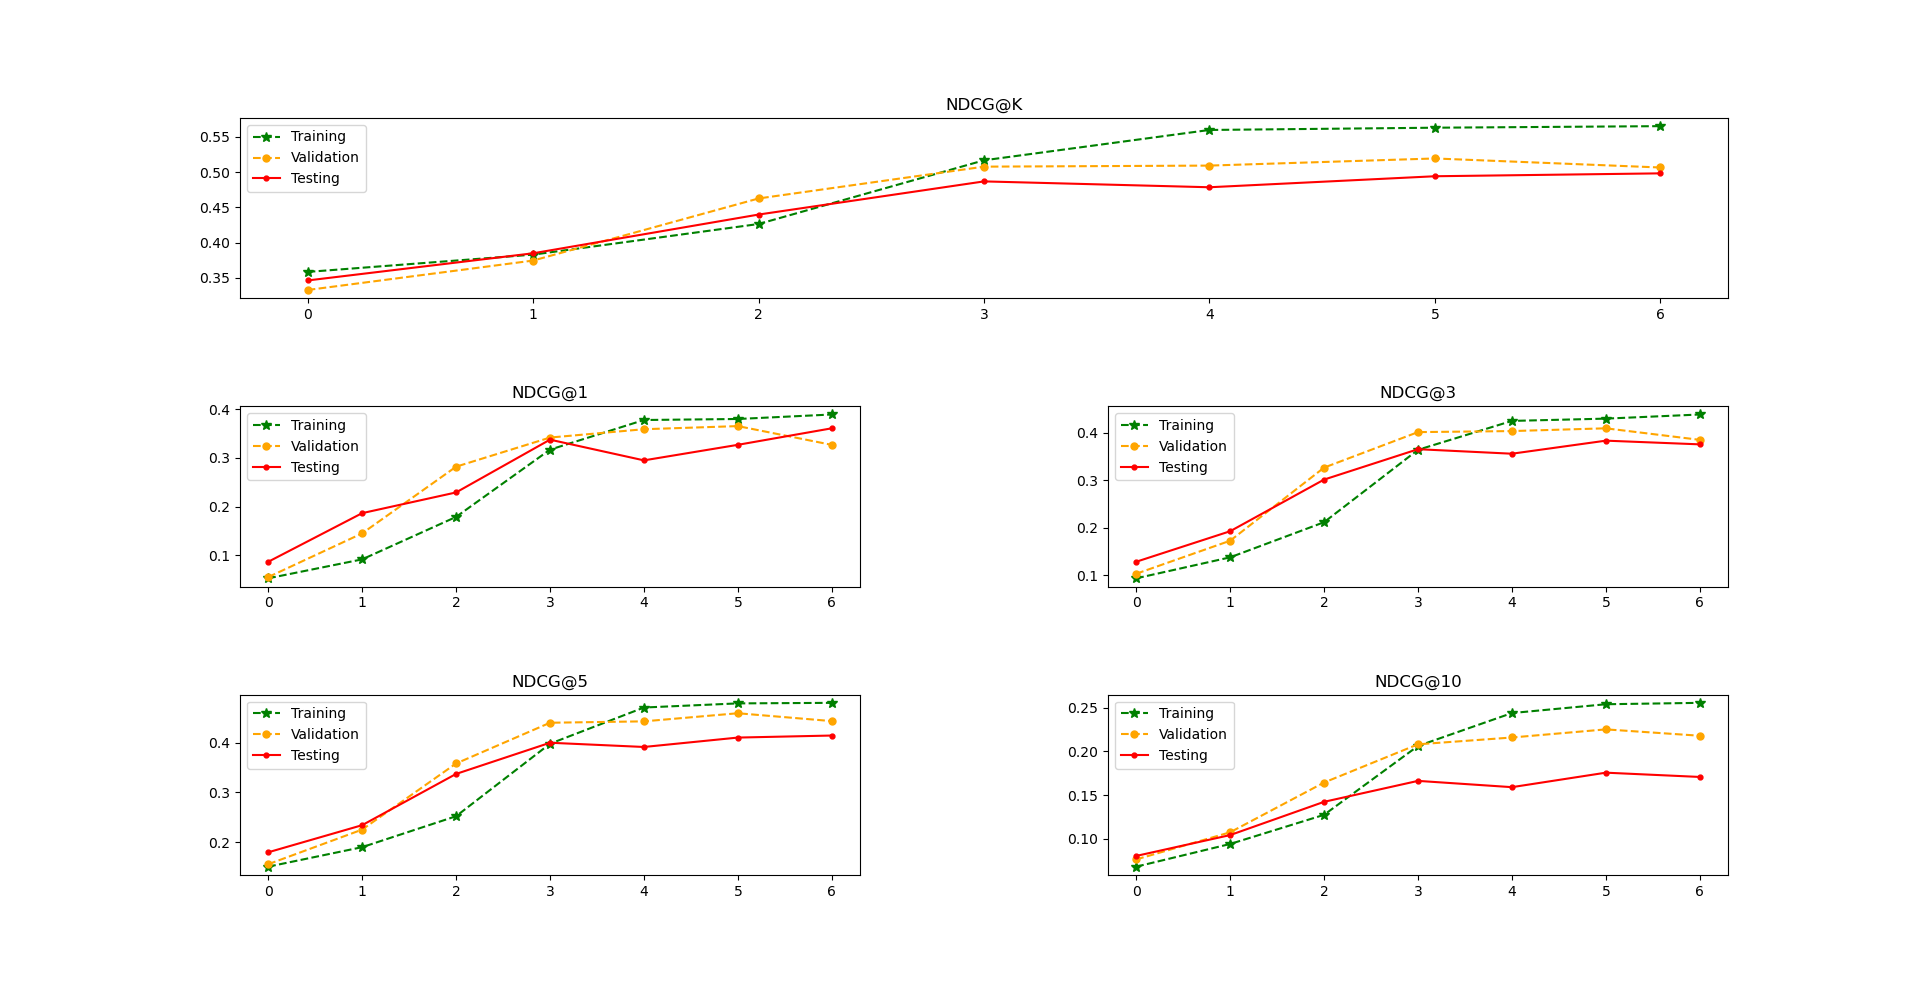 NDCG@K
0.55
0.50
0.45
0.40
0.35
Training
Validation
Testing
0 1 2 3 4 5 6
NDCG@1
0.4
0.3
0.2
0.1
Training
Validation
Testing
0 1 2 3 4 5 6
NDCG@3
0.4
0.3
0.2
0.1
Training
Validation
Testing
0 1 2 3 4 5 6
NDCG@5
0.4
0.3
0.2
Training
Validation
Testing
0 1 2 3 4 5 6
NDCG@10
0.25
0.20
0.15
0.10
Training
Validation
Testing
0 1 2 3 4 5 6